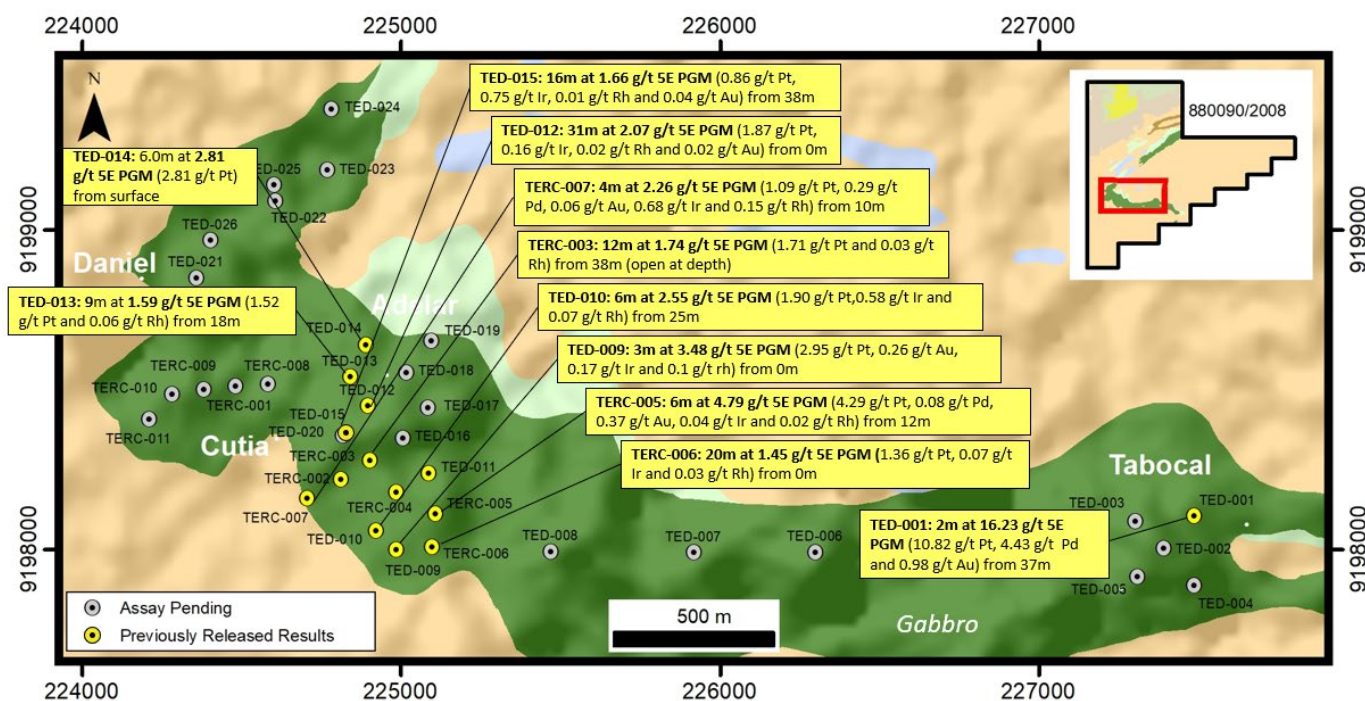 224000 225000 226000 227000
N
TED-015: 16m at 1.66 g/t 5E PGM (0.86 g/t Pt,
0.75 g/t Ir, 0.01 g/t Rh and 0.04 g/t Au) from 38m
880090/2008
TED-024
TED-012: 31m at 2.07 g/t 5E PGM (1.87 g/t Pt,
0.16 g/t Ir, 0.02 g/t Rh and 0.02 g/t Au) from 0m
TED-014: 6.0m at 2.81
g/t 5E PGM (2.81 g/t Pt)
from surface
TED-023
TERC-007: 4m at 2.26 g/t 5E PGM (1.09 g/t Pt, 0.29 g/t
Pd, 0.06 g/t Au, 0.68 g/t Ir and 0.15 g/t Rh) from 10m
TED-022
TED-026
9199000
9199000
TERC-003: 12m at 1.74 g/t 5E PGM (1.71 g/t Pt and 0.03 g/t
Rh) from 38m (open at depth)
Daniel
TED-021
TED-013: 9m at 1.59 g/t 5E PGM (1.52
g/t Pt and 0.06 g/t Rh) from 18m
Adelar
TED-010: 6m at 2.55 g/t 5E PGM (1.90 g/t Pt,0.58 g/t Ir and
0.07 g/t Rh) from 25m
TED-014
TED-019
TED-009: 3m at 3.48 g/t 5E PGM (2.95 g/t Pt, 0.26 g/t Au,
0.17 g/t Ir and 0.1 g/t rh) from 0m
TERC-009
TERC-008
TED-013
TED-018
TERC-010
TERC-001
TED-012
TERC-005: 6m at 4.79 g/t 5E PGM (4.29 g/t Pt, 0.08 g/t Pd,
0.37 g/t Au, 0.04 g/t Ir and 0.02 g/t Rh) from 12m
TERC-011
TED-015
TED-017
Cutia
TED-020
TED-016
TERC-006: 20m at 1.45 g/t 5E PGM (1.36 g/t Pt, 0.07 g/t
Ir and 0.03 g/t Rh) from 0m
TERC-003
TED-011
Tabocal
TERC-002
TERC-004
TERC-005
TERC-007
TED-003
TED-001
TED-001: 2m at 16.23 g/t 5E
PGM (10.82 g/t Pt, 4.43 g/t Pd
and 0.98 g/t Au) from 37m
TED-010
TED-008
TED-007
TED-006
9198000
9198000
TERC-006
TED-002
TED-009
TED-005
TED-004
Assay Pending
Previously Released Results
500 m
Gabbro
224000 225000 226000 227000